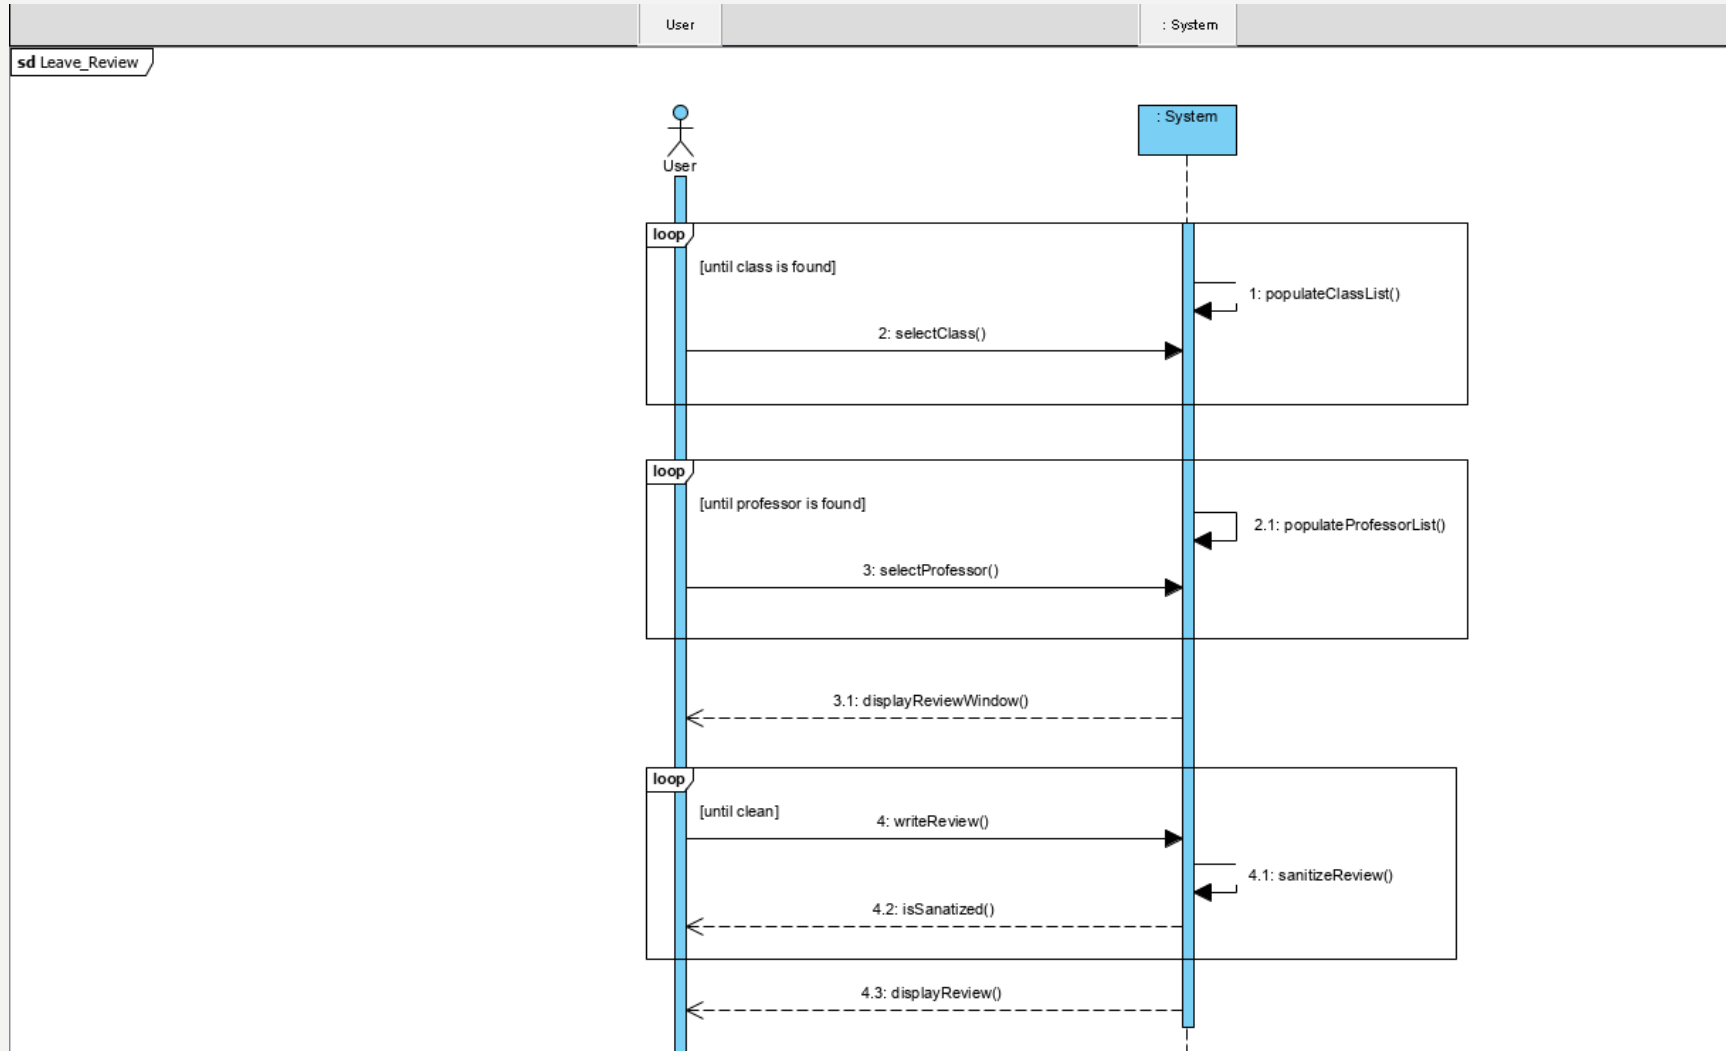 User
: System
sd Leave_Review
: System
User
loop
[until class is found]
1: populateClassList()
2: selectClass()
loop
[until professor is found]
2.1: populateProfessorList()
3: selectProfessor()
3.1: displayReviewWindow()
loop
[until clean]
4: writeReview()
4.1: sanitizeReview()
4.2: isSanatized()
4.3: displayReview()